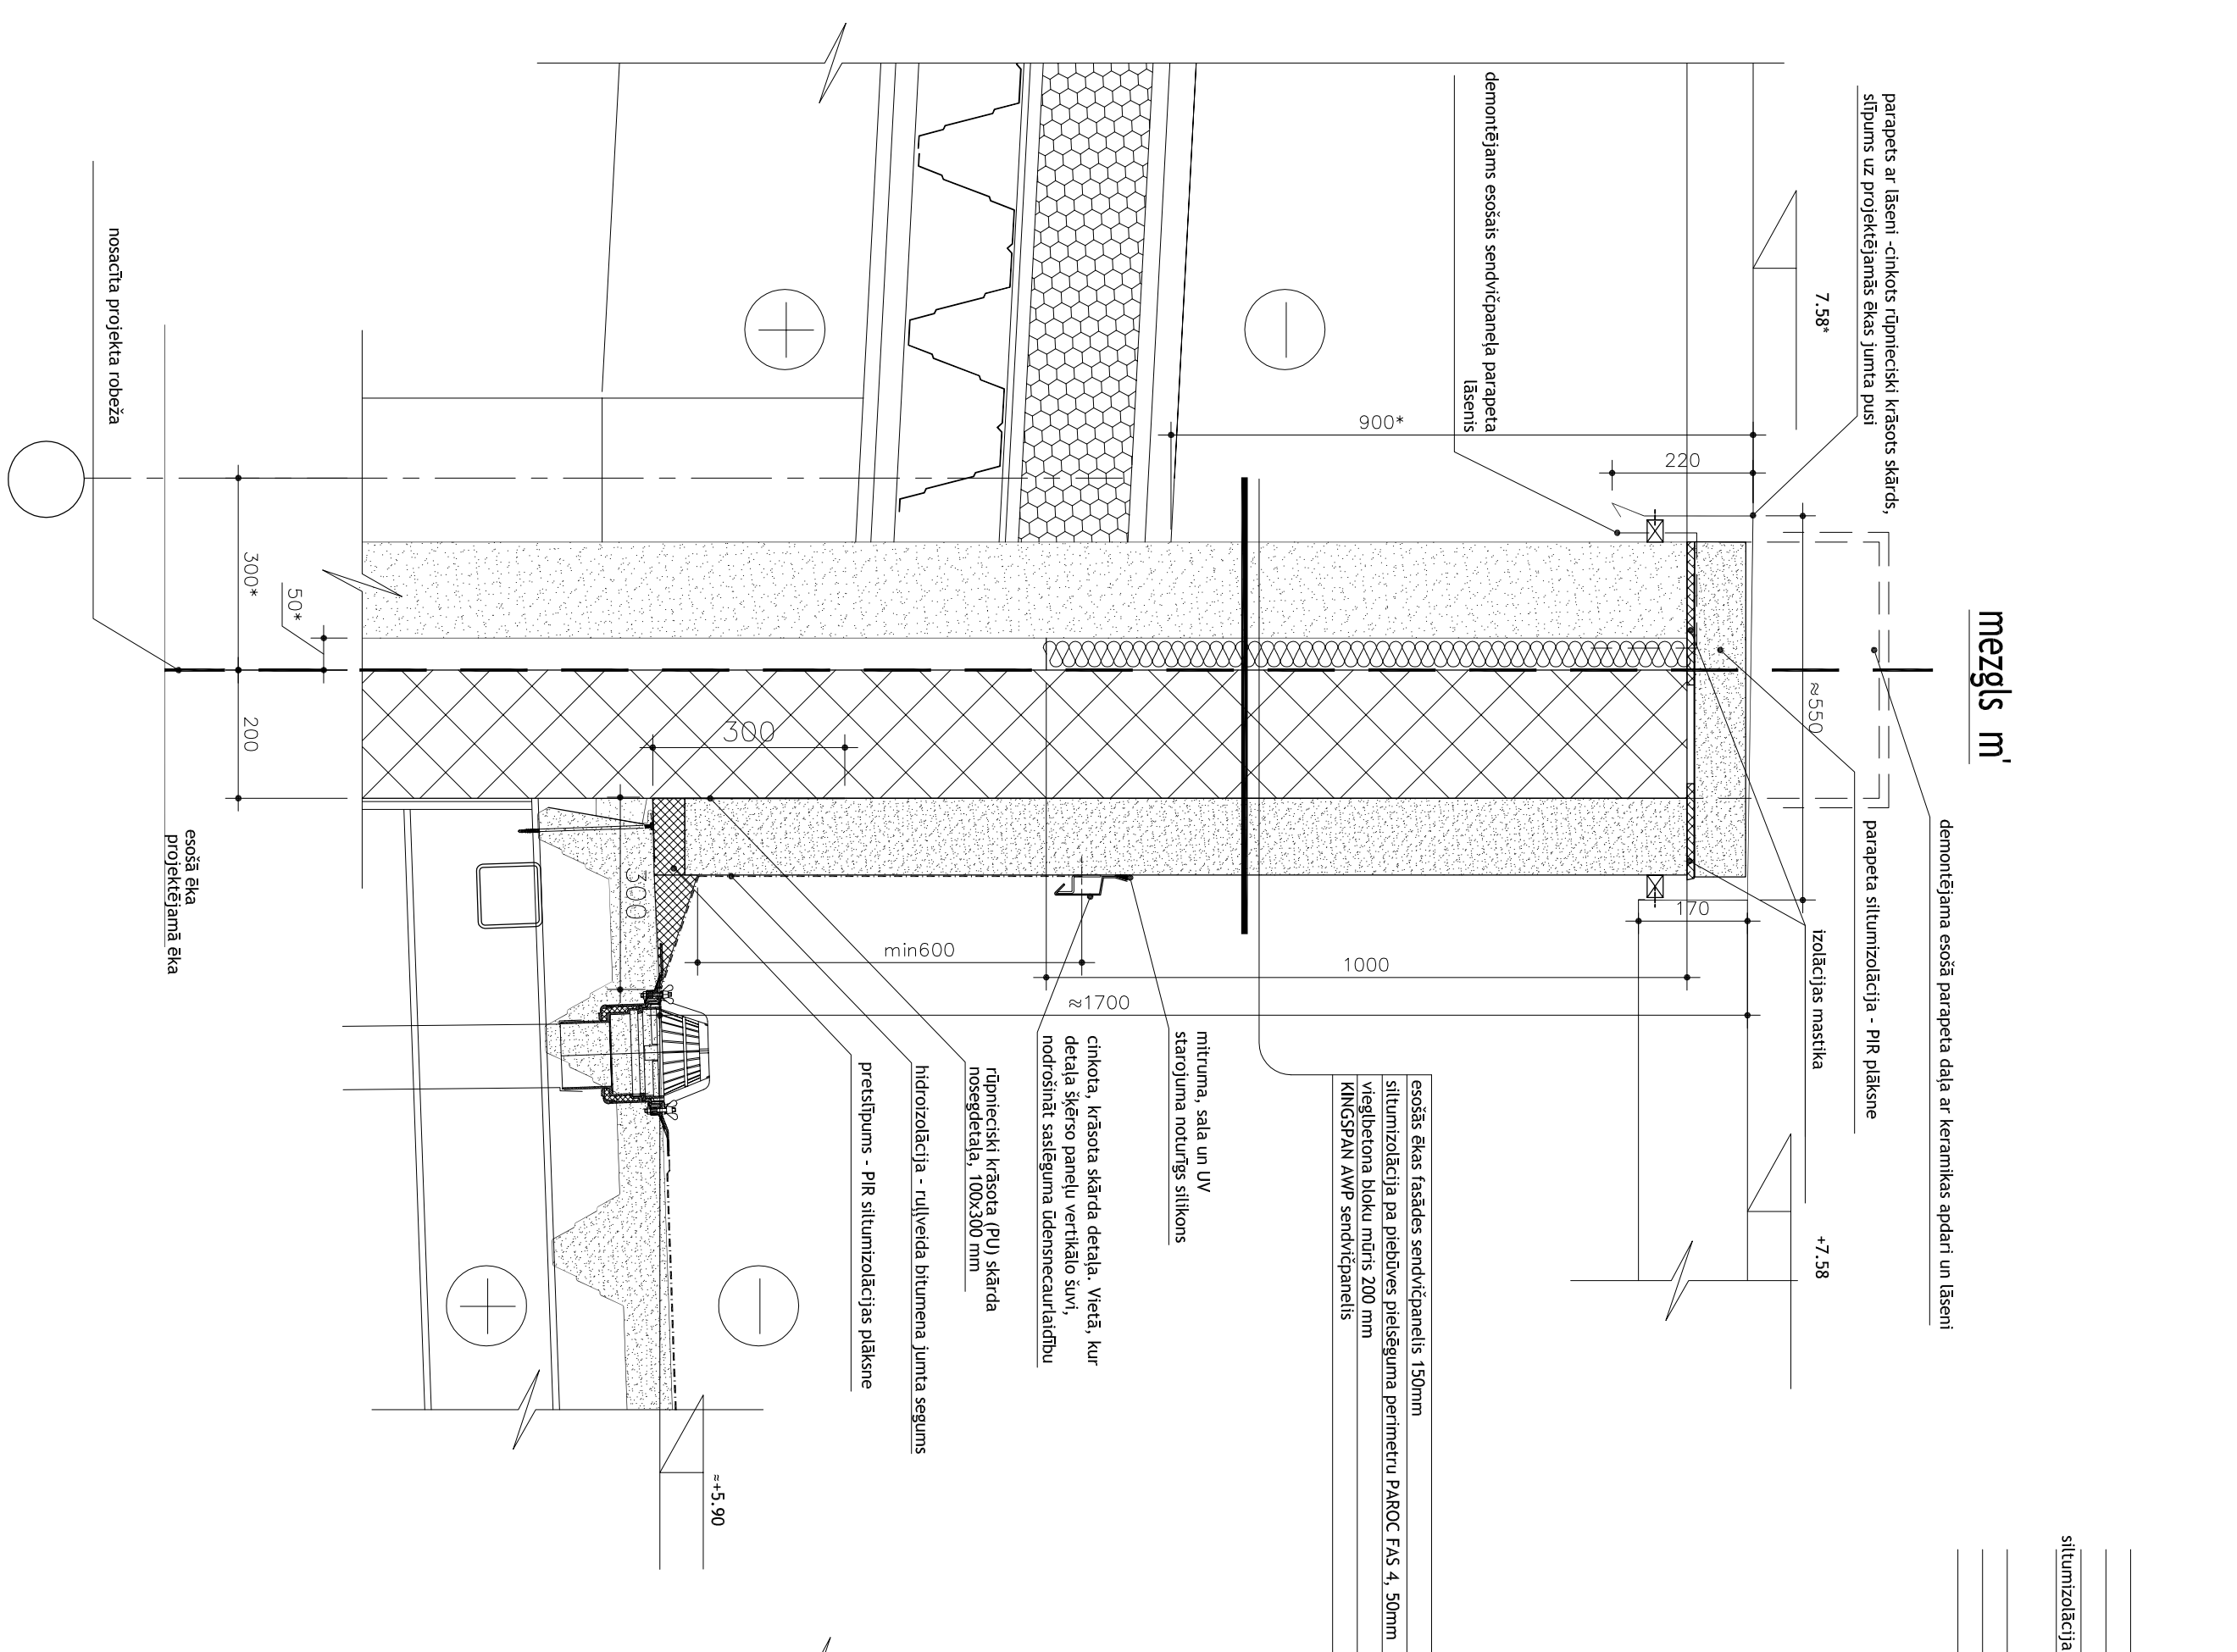 mezgls m'
demontējama esošā parapeta daļa ar keramikas apdari un lāseni
parapets ar lāseni -cinkots rūpnieciski krāsots skārds,
slīpums uz projektējamās ēkas jumta pusi
parapeta siltumizolācija - PIR plāksne
7.58*
+7.58
izolācijas mastika
≈550
220
170
900*
demontējams esošais sendvičpaneļa parapeta
lāsenis
esošās ēkas fasādes sendvičpanelis 150mm
siltumizolācija pa piebūves pielsēguma perimetru PAROC FAS 4, 50mm
vieglbetona bloku mūris 200 mm
KINGSPAN AWP sendvičpanelis
1000
min600
≈1700
mitruma, sala un UV
starojuma noturīgs silikons
cinkota, krāsota skārda detaļa. Vietā, kur
detaļa šķērso paneļu vertikālo šuvi,
nodrošināt saslēguma ūdensnecaurlaidību
rūpnieciski krāsota (PU) skārda
nosegdetaļa, 100x300 mm
hidroizolācija - ruļļveida bitumena jumta segums
pretslīpums - PIR siltumizolācijas plāksne
300
300
≈+5.90
50*
300*
200
esošā ēka
projektējamā ēka
nosacīta projekta robeža
siltumizolācija